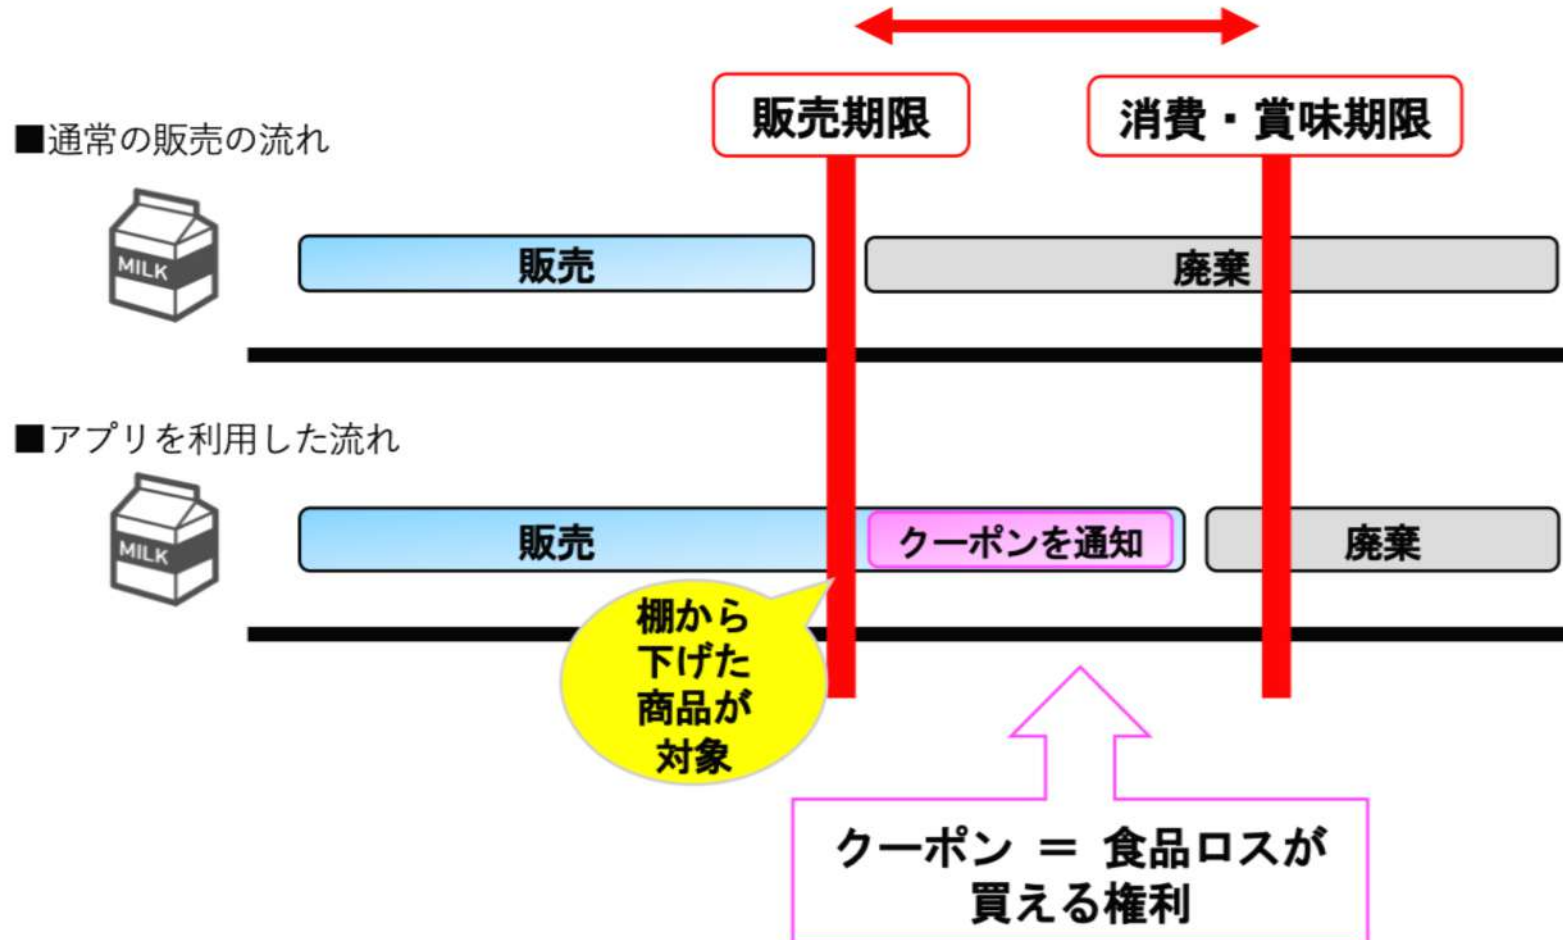 販売期限
消費・賞味期限
■通常の販売の流れ
MILK
販売
廃棄
■アプリを利用した流れ
MILK
販売
クーポンを通知
廃棄
棚から
下げた
商品が
対象
クーポン ＝ 食品ロスが
買える権利